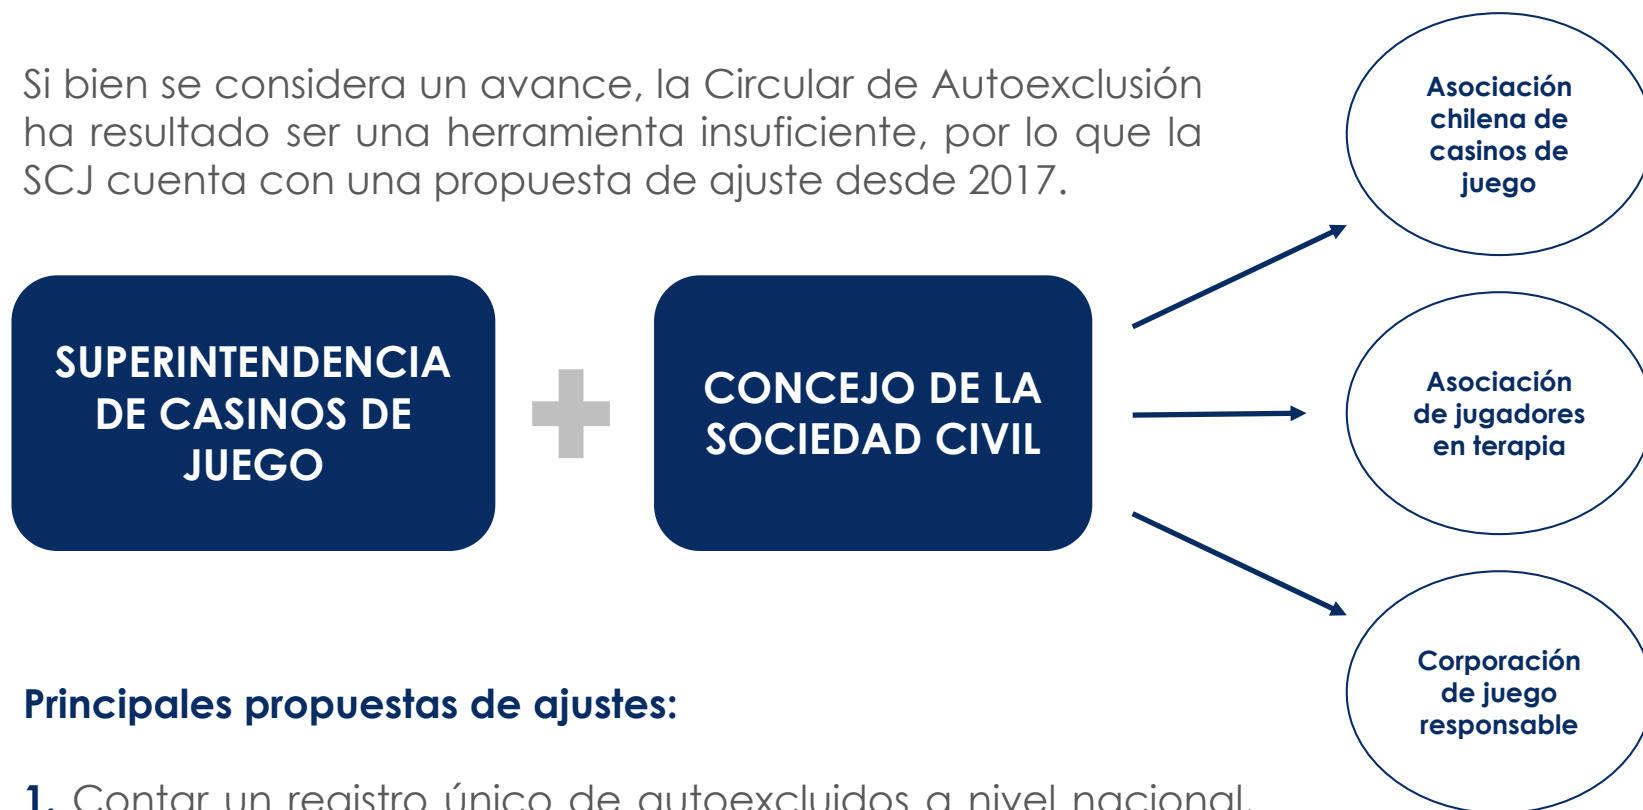 Si bien se considera un avance, la Circular de Autoexclusión
ha resultado ser una herramienta insuficiente, por lo que la
SCJ cuenta con una propuesta de ajuste desde 2017.
SUPERINTENDENCIA
DE CASINOS DE
JUEGO
CONCEJO DE LA
SOCIEDAD CIVIL
Asociación
chilena de
casinos de
juego
Asociación
de jugadores
en terapia
Corporación
de juego
responsable
Principales propuestas de ajustes:
1. Contar un registro único de autoexcluidos a nivel nacional.